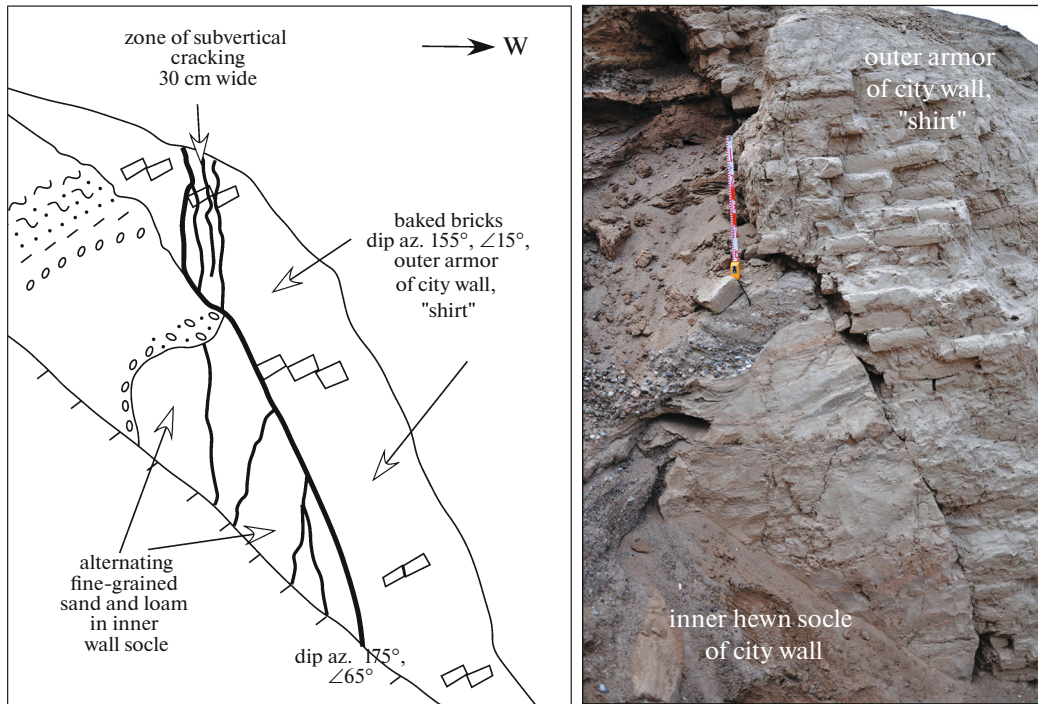 zone of subvertical
cracking
30 cm wide
W
baked bricks
dip az. 155°, ∠15°,
outer armor
of city wall,
"shirt"
alternating
fine-grained
sand and loam
in inner
wall socle
dip az. 175°,
∠65°
outer armor
of city wall,
"shirt"
inner hewn socle
of city wall